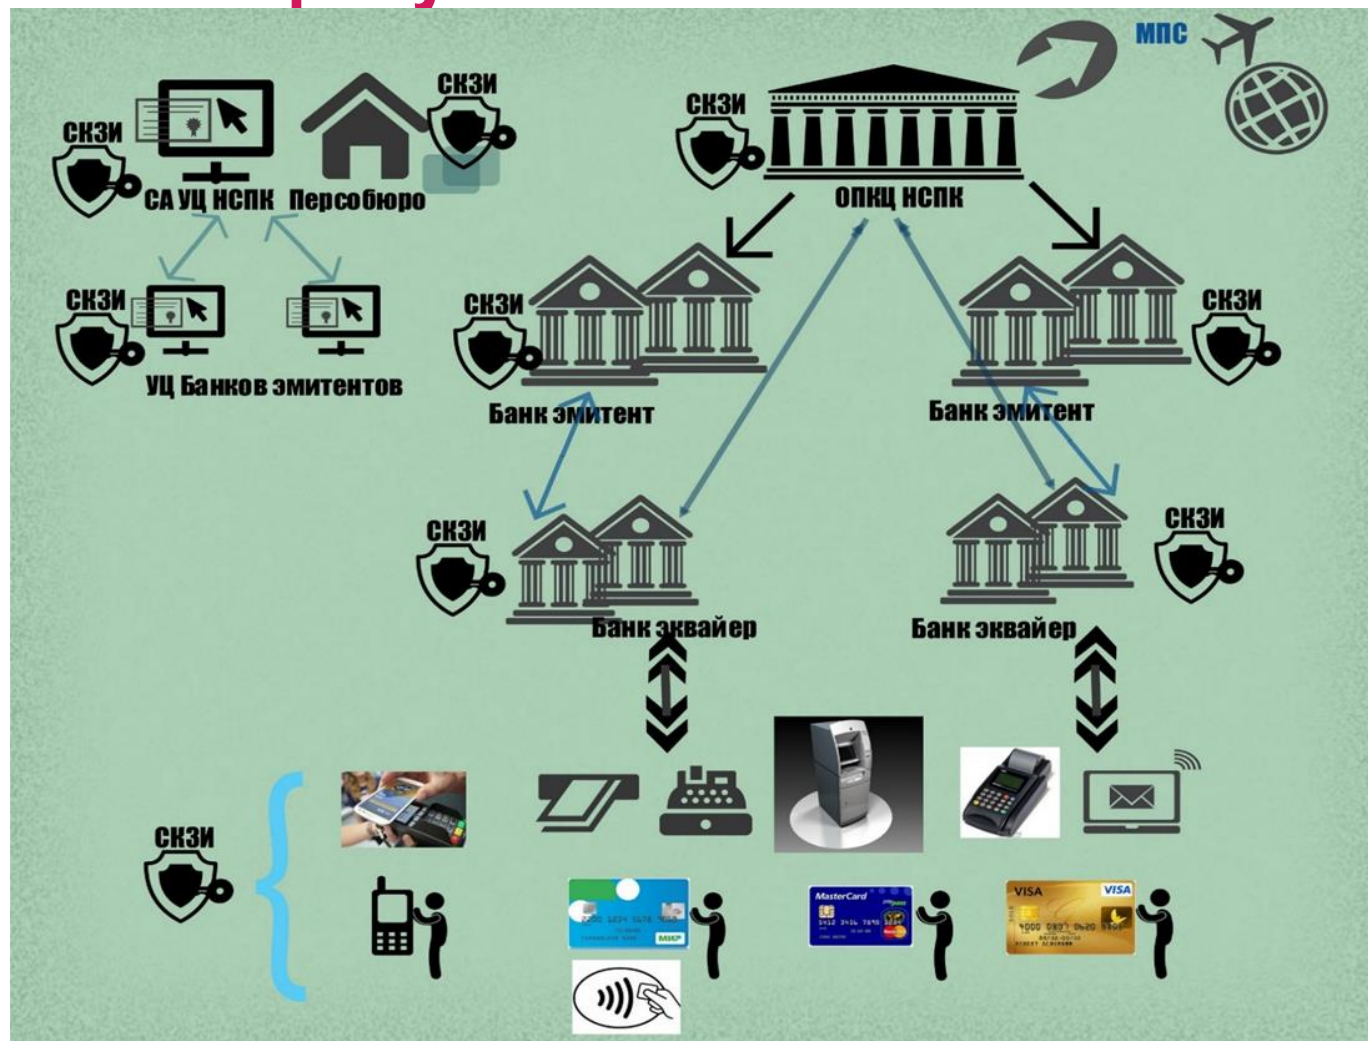 МПС
СКЗИ
СКЗИ
СКЗИ
СА УЦ НСПК
Персобюро
ОПКЦ НСПК
СКЗИ
СКЗИ
СКЗИ
УЦ Банков эмитентов
Банк эмитент
Банк эмитент
СКЗИ
СКЗИ
Банк эквайер
Банк эквайер
СКЗИ
МИР
MasterCard
VISA
VISA